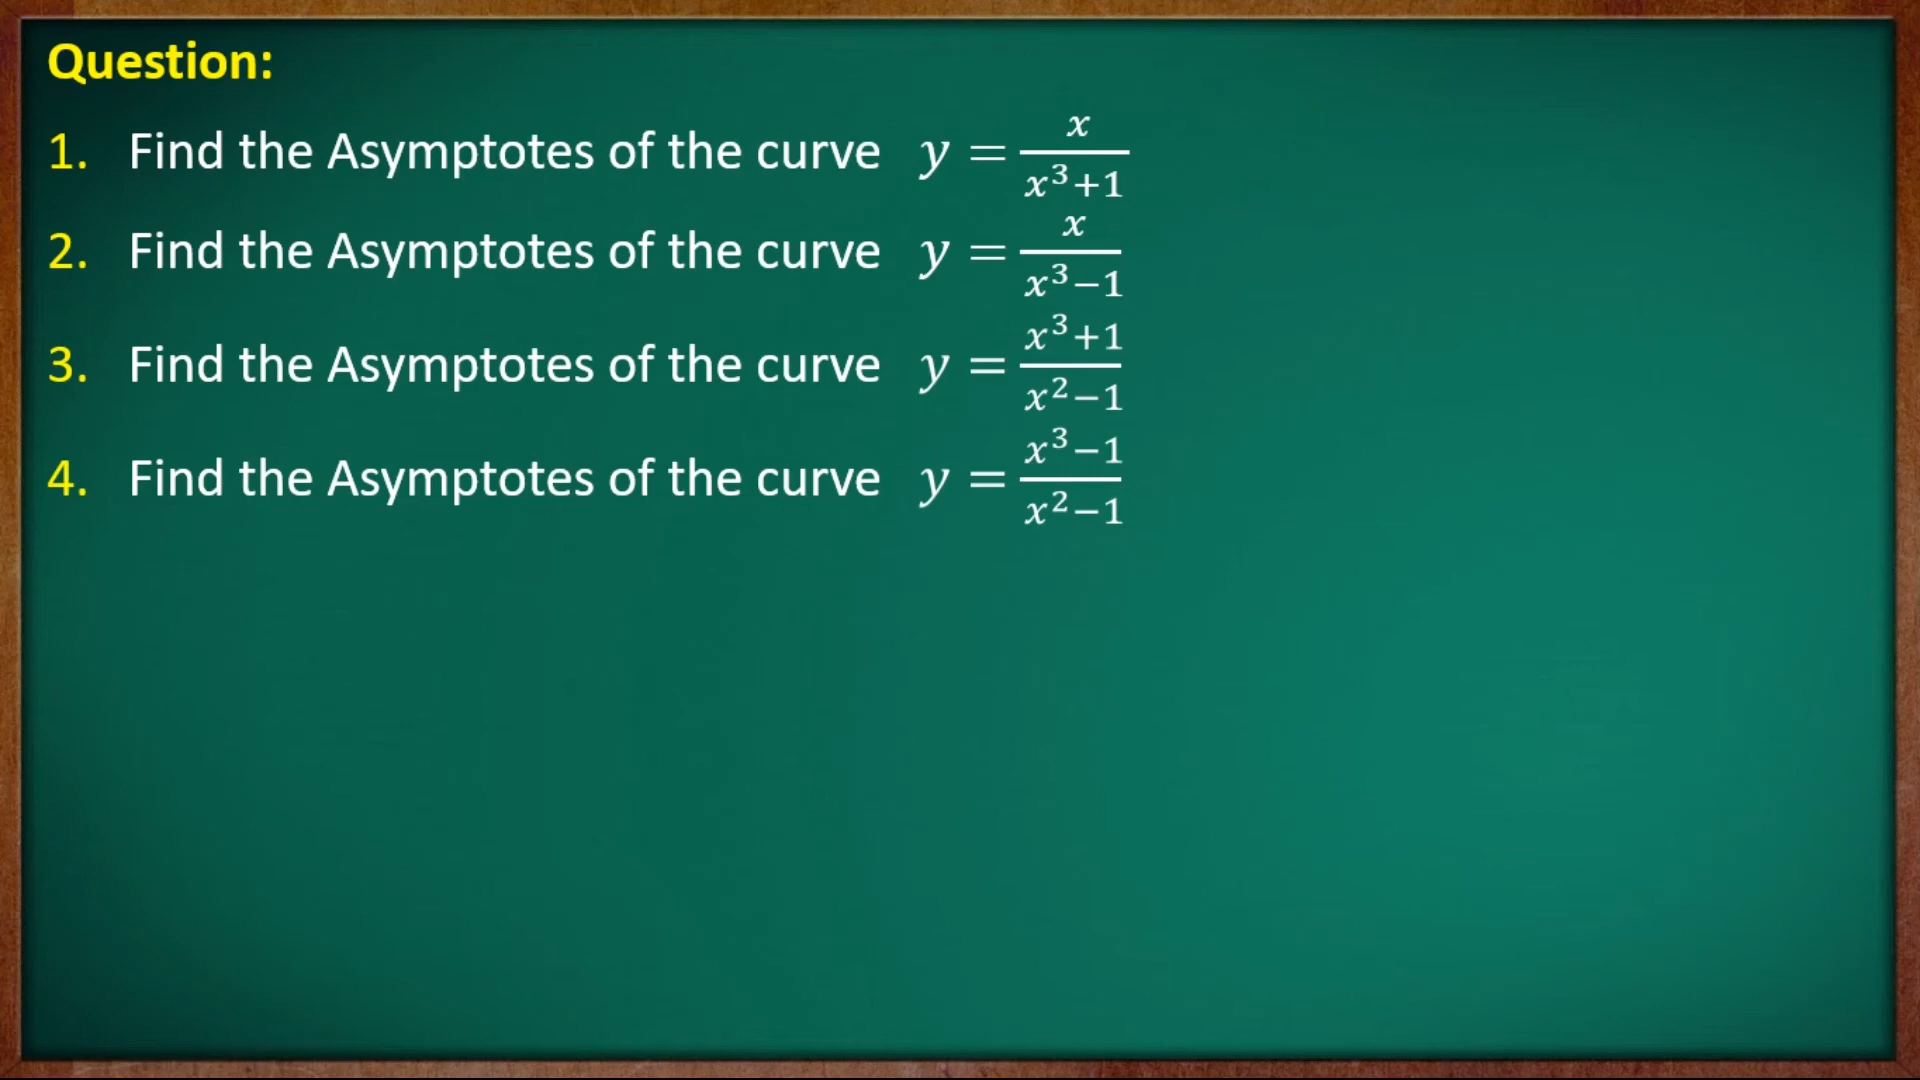 Question:
1. Find the Asymptotes of the curve y = x/(x³+1)
2. Find the Asymptotes of the curve y = x/(x³−1)
3. Find the Asymptotes of the curve y = (x³+1)/(x²−1)
4. Find the Asymptotes of the curve y = (x³−1)/(x²−1)